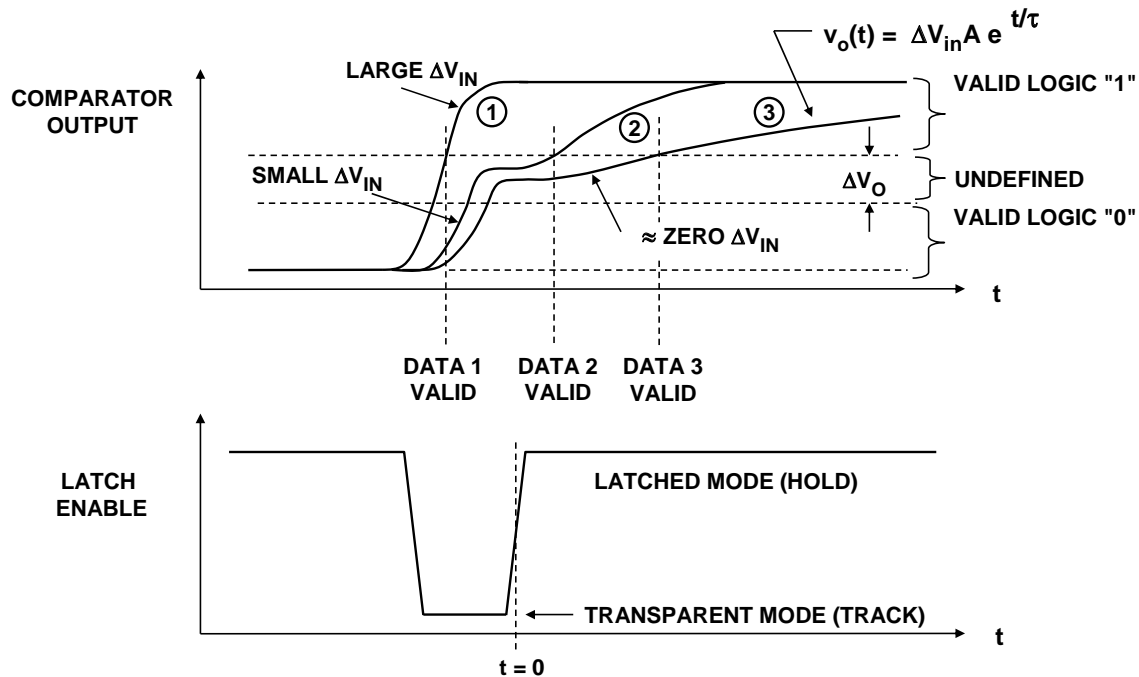 v_o(t) = ΔV_in A e^{t/τ}
LARGE ΔV_IN
COMPARATOR
OUTPUT
VALID LOGIC "1"
1
2
3
SMALL ΔV_IN
ΔV_O
UNDEFINED
VALID LOGIC "0"
≈ ZERO ΔV_IN
t
DATA 1
VALID
DATA 2
VALID
DATA 3
VALID
LATCH
ENABLE
LATCHED MODE (HOLD)
TRANSPARENT MODE (TRACK)
t
t = 0